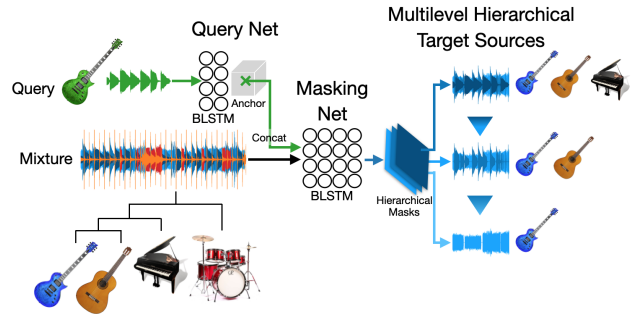 Query Net
Multilevel Hierarchical
Target Sources
Query
Anchor
BLSTM
Masking
Net
Concat
Mixture
BLSTM
Hierarchical
Masks